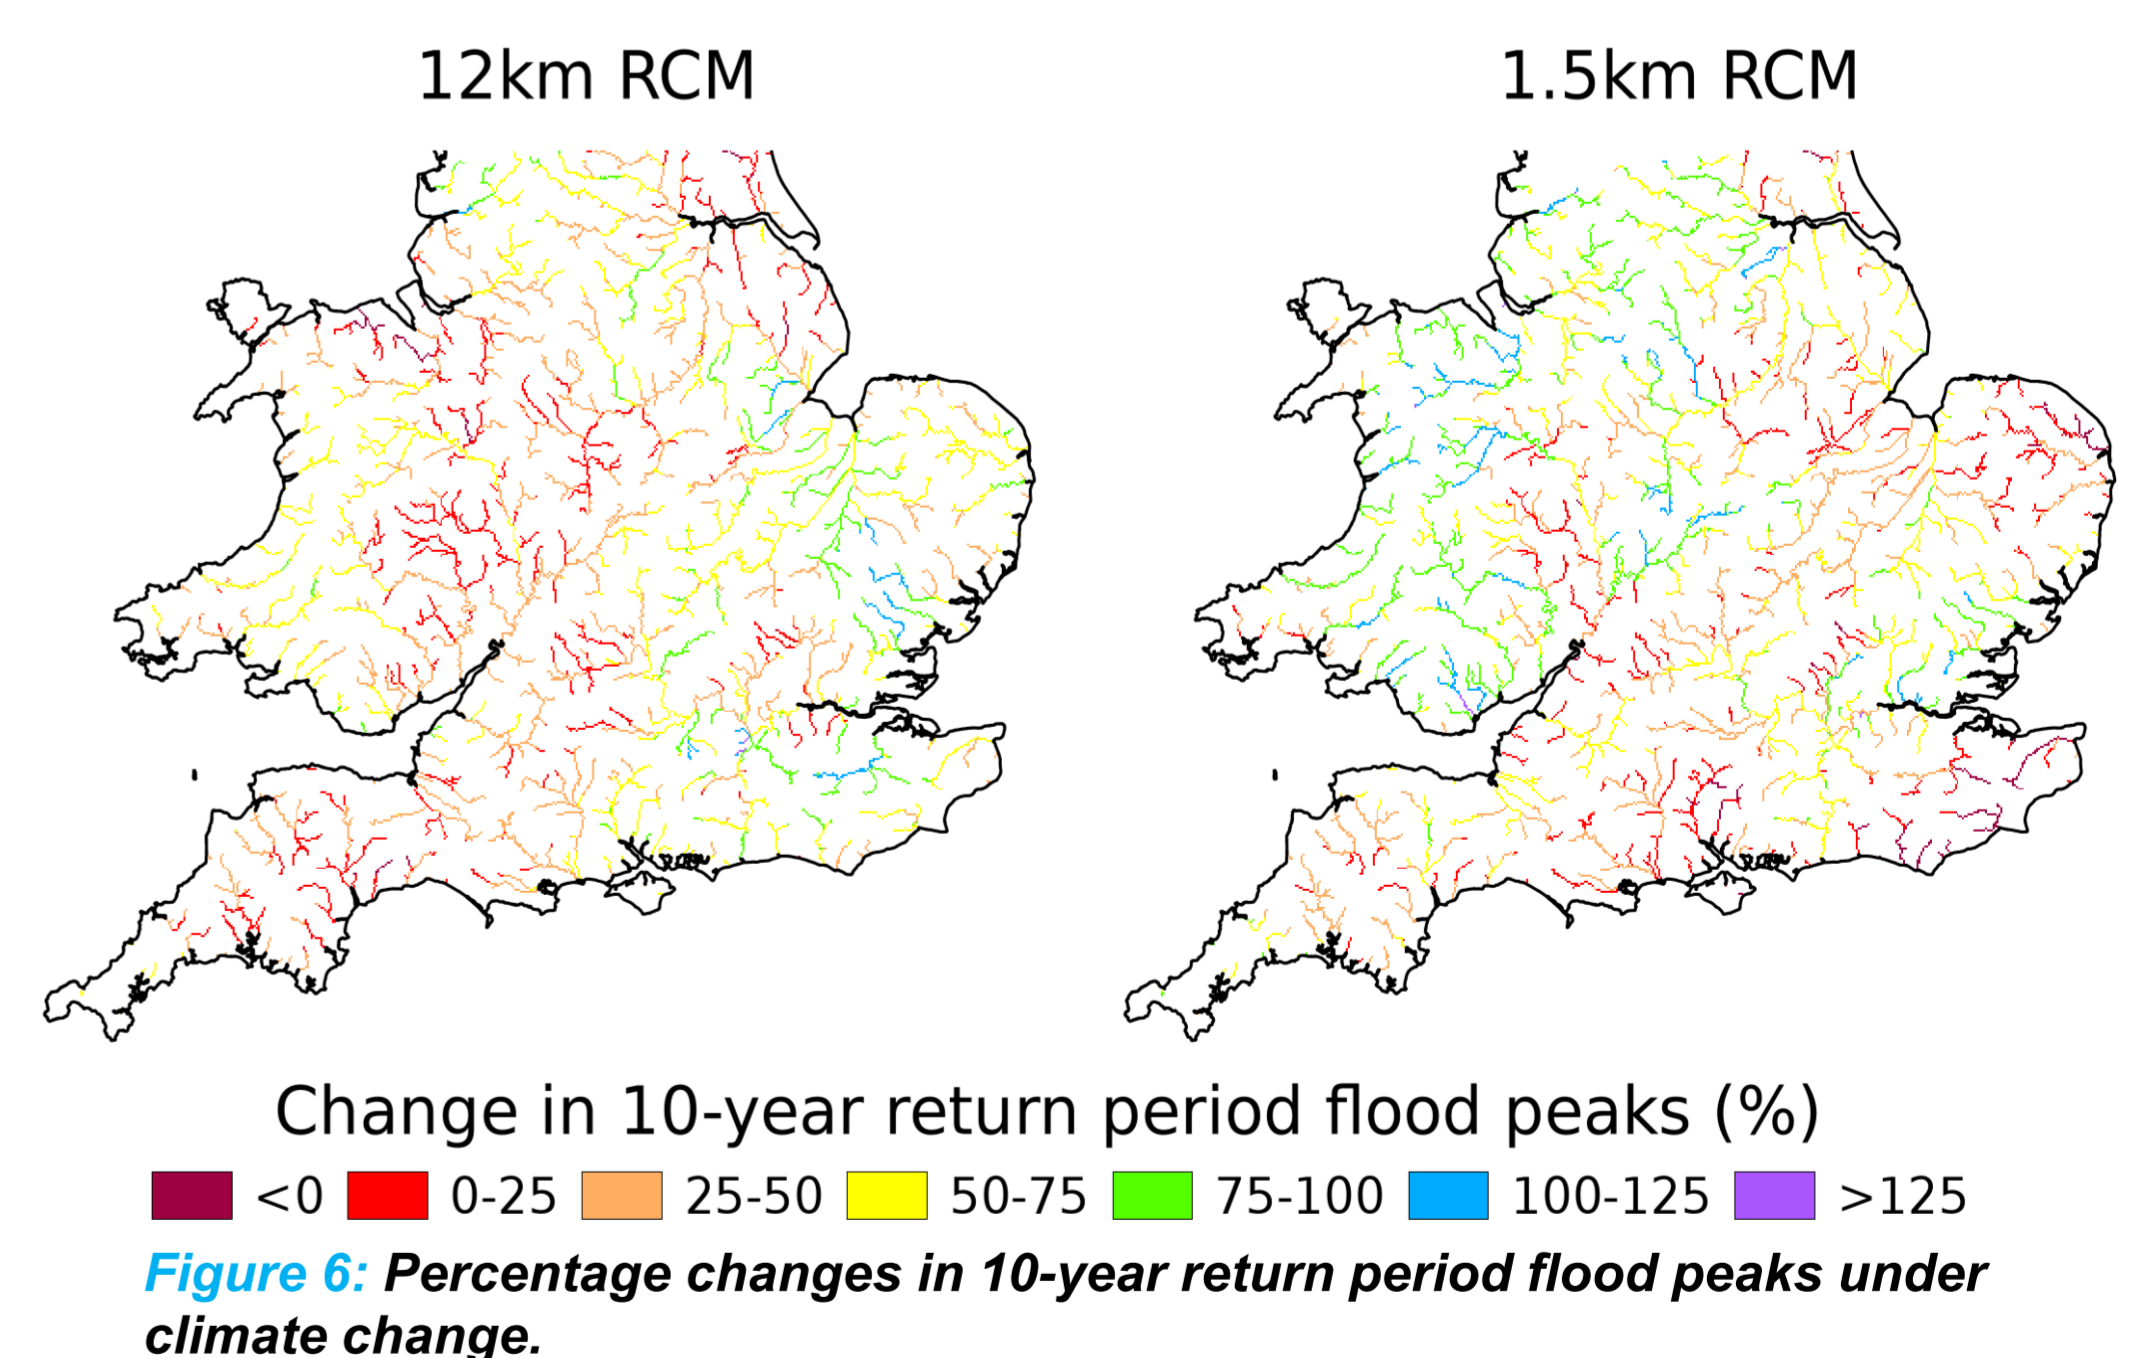 12km RCM
1.5km RCM
Change in 10-year return period flood peaks (%)
<0 0-25 25-50 50-75 75-100 100-125 >125
Figure 6: Percentage changes in 10-year return period flood peaks under
climate change.